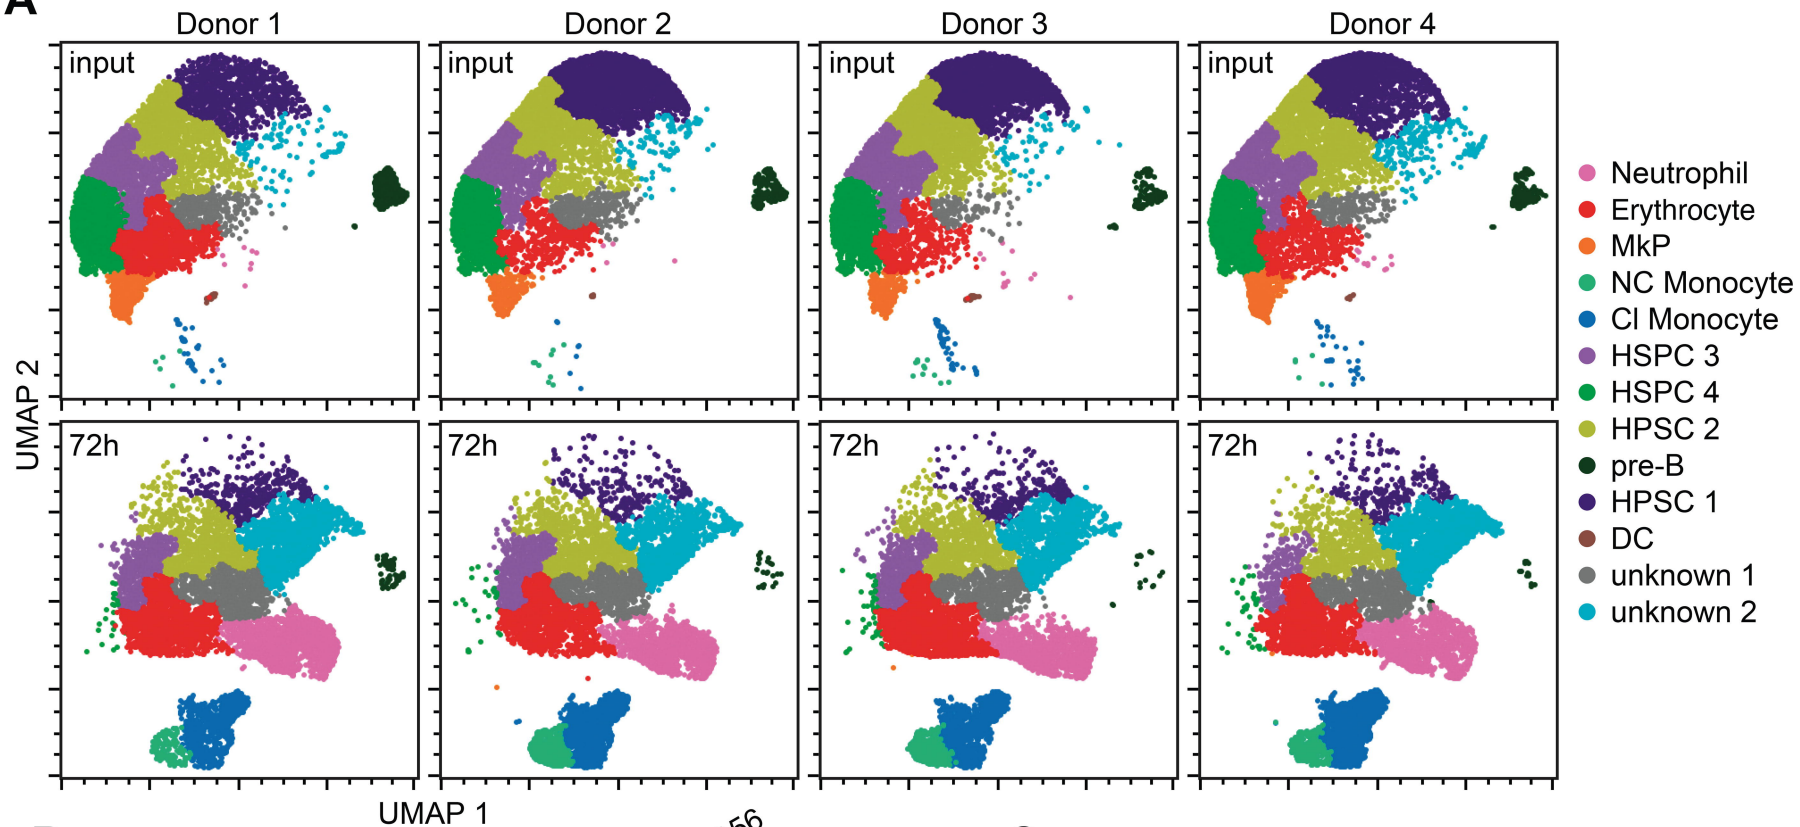 A
Donor 1
Donor 2
Donor 3
Donor 4
input
input
input
input
72h
72h
72h
72h
UMAP 2
UMAP 1
Neutrophil
Erythrocyte
MkP
NC Monocyte
Cl Monocyte
HSPC 3
HSPC 4
HPSC 2
pre-B
HPSC 1
DC
unknown 1
unknown 2